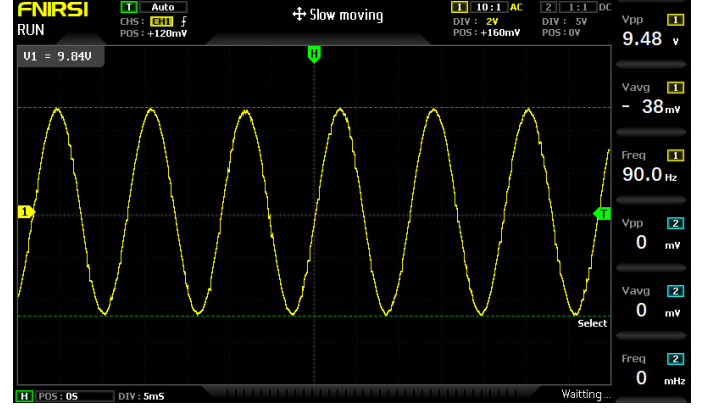 FNIRSI
T Auto
Slow moving
1 10:1 AC
2 1:1 DC
RUN
CHS: CH1
POS: +120mV
DIV: 2V
POS: +160mV
DIV: 5V
POS: 0V
V1 = 9.84V
H
Vpp 1
9.48 V
Vavg 1
- 38 mV
Freq 1
90.0 Hz
1
T
Vpp 2
0 mV
Vavg 2
0 mV
Select
Freq 2
0 mHz
H POS: 0S DIV: 5mS
Waitting...